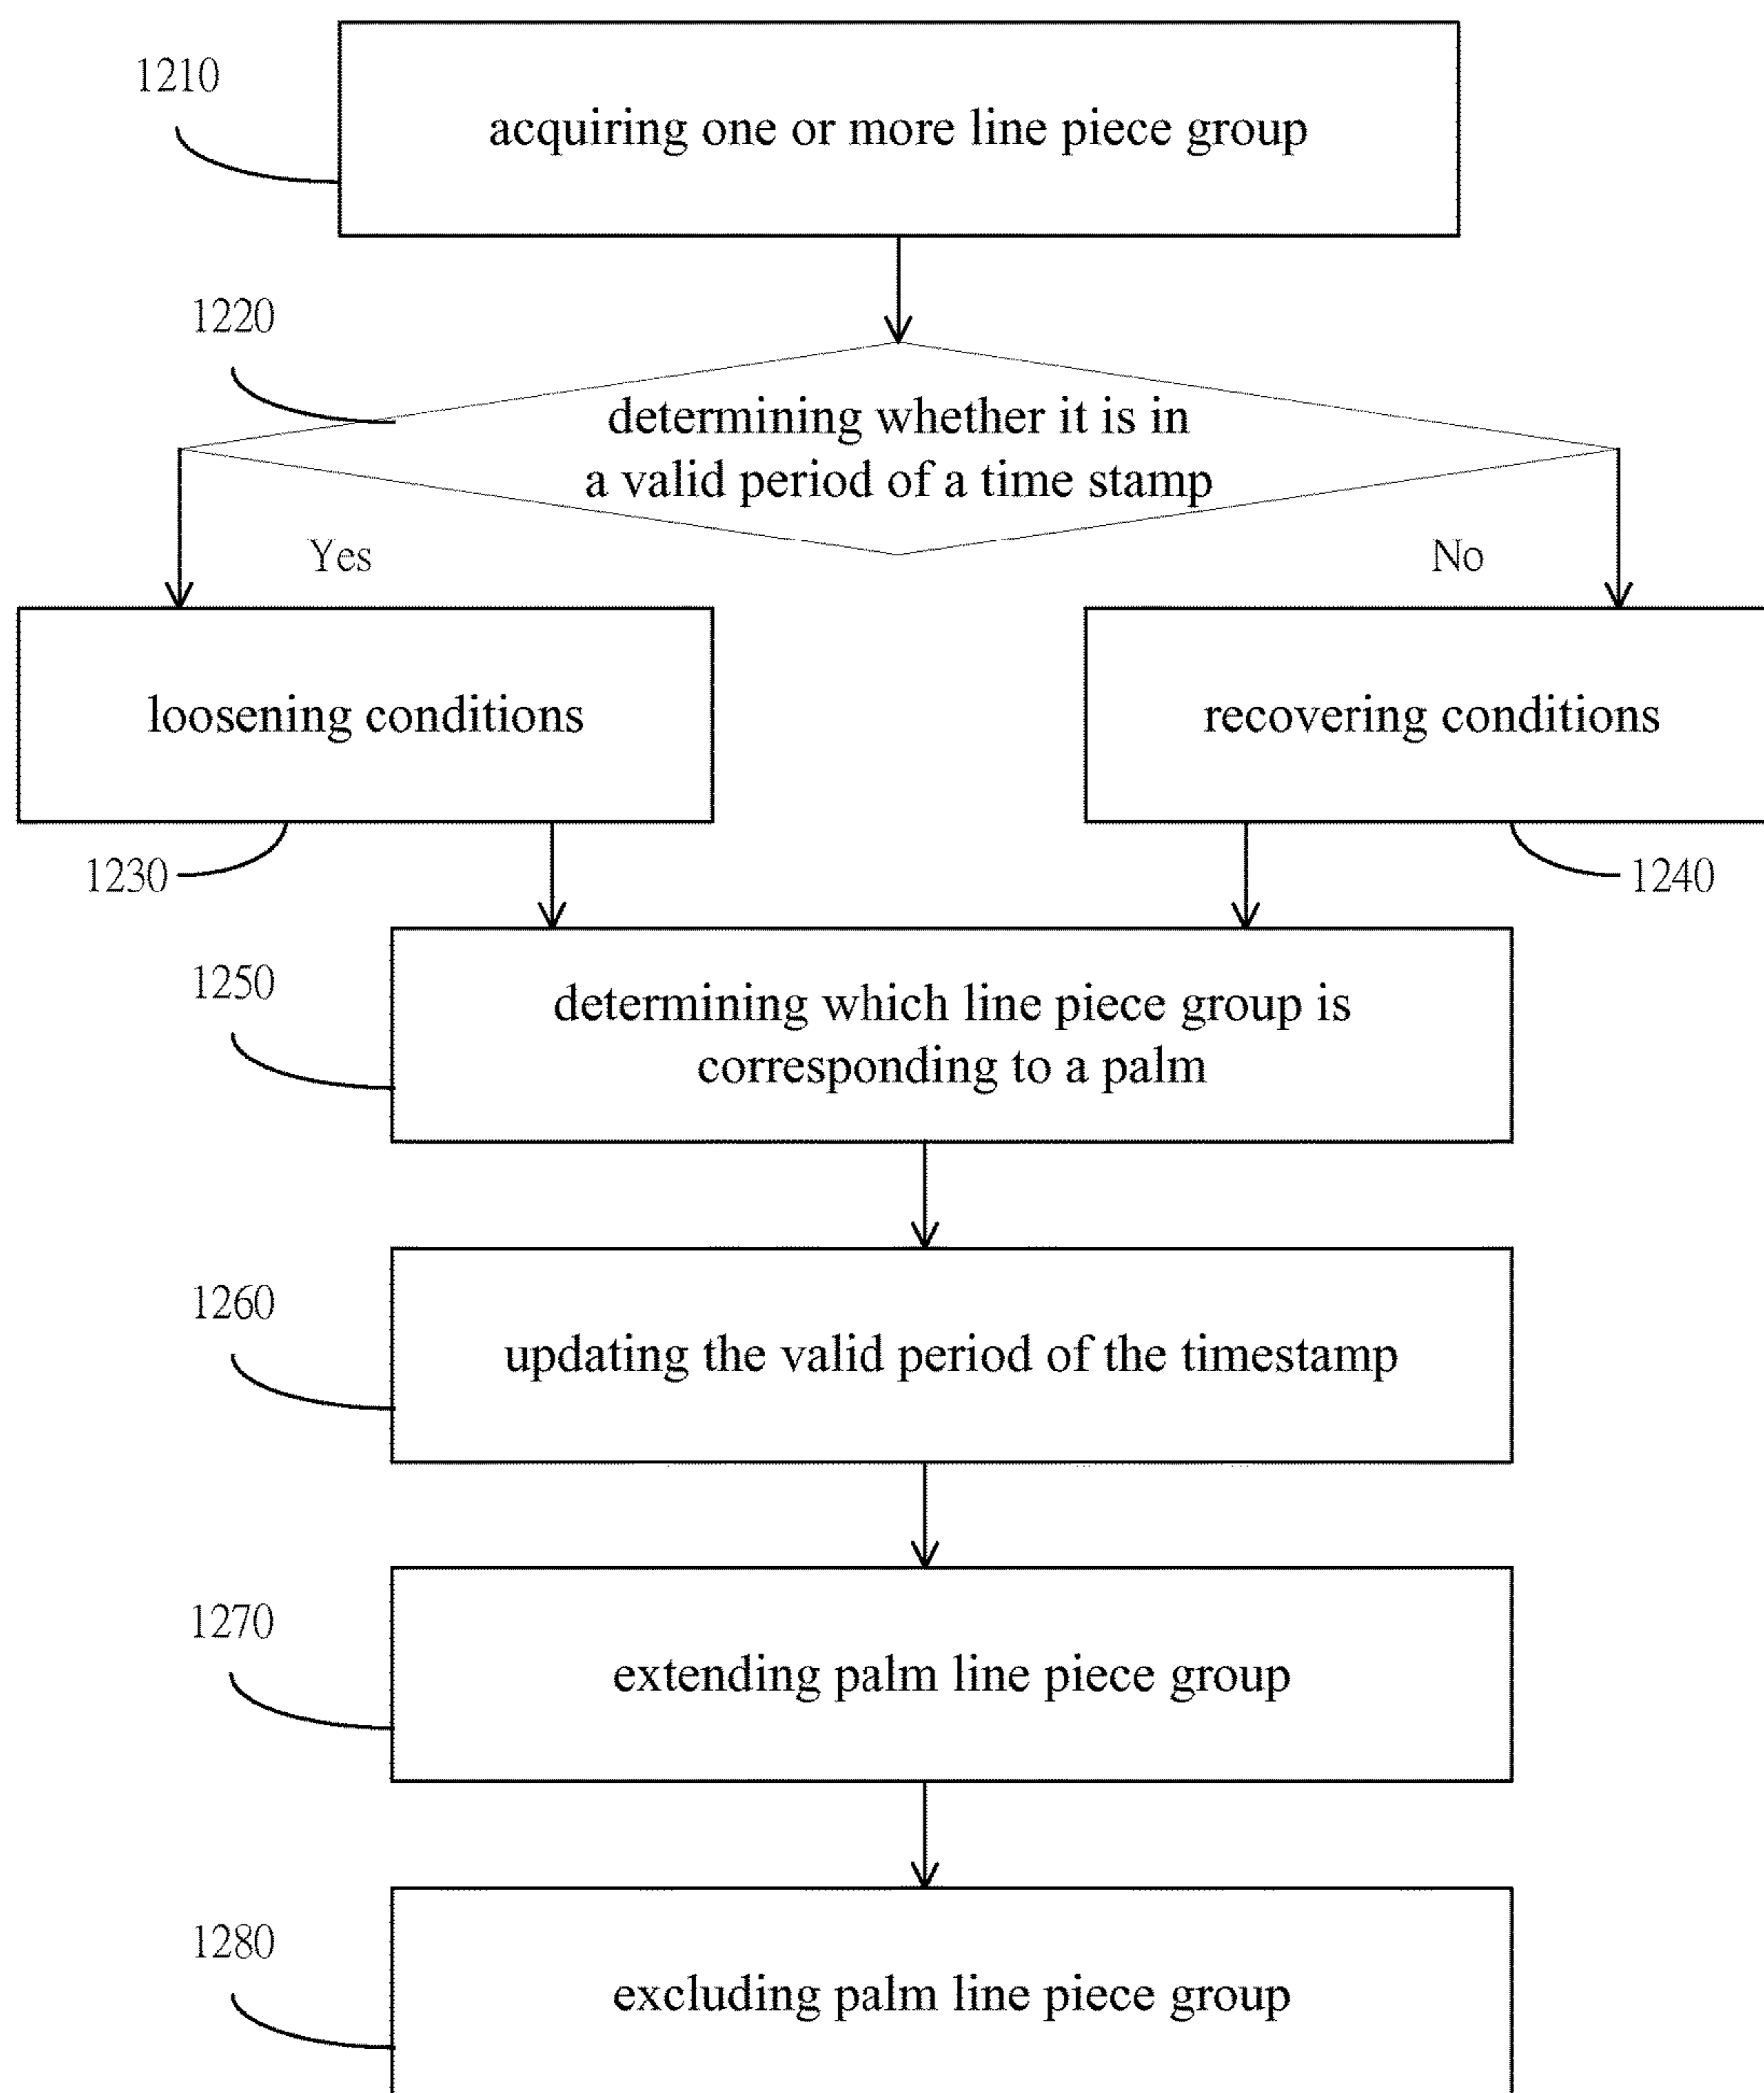 1210
acquiring one or more line piece group
1220
determining whether it is in
a valid period of a time stamp
Yes
No
loosening conditions
recovering conditions
1230
1240
1250
determining which line piece group is
corresponding to a palm
1260
updating the valid period of the timestamp
1270
extending palm line piece group
1280
excluding palm line piece group